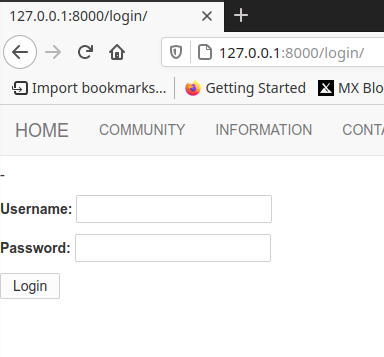 127.0.0.1:8000/login/
127.0.0.1:8000/login/
Import bookmarks... Getting Started MX Blo
HOME COMMUNITY INFORMATION CONTA
-
Username:
Password:
Login